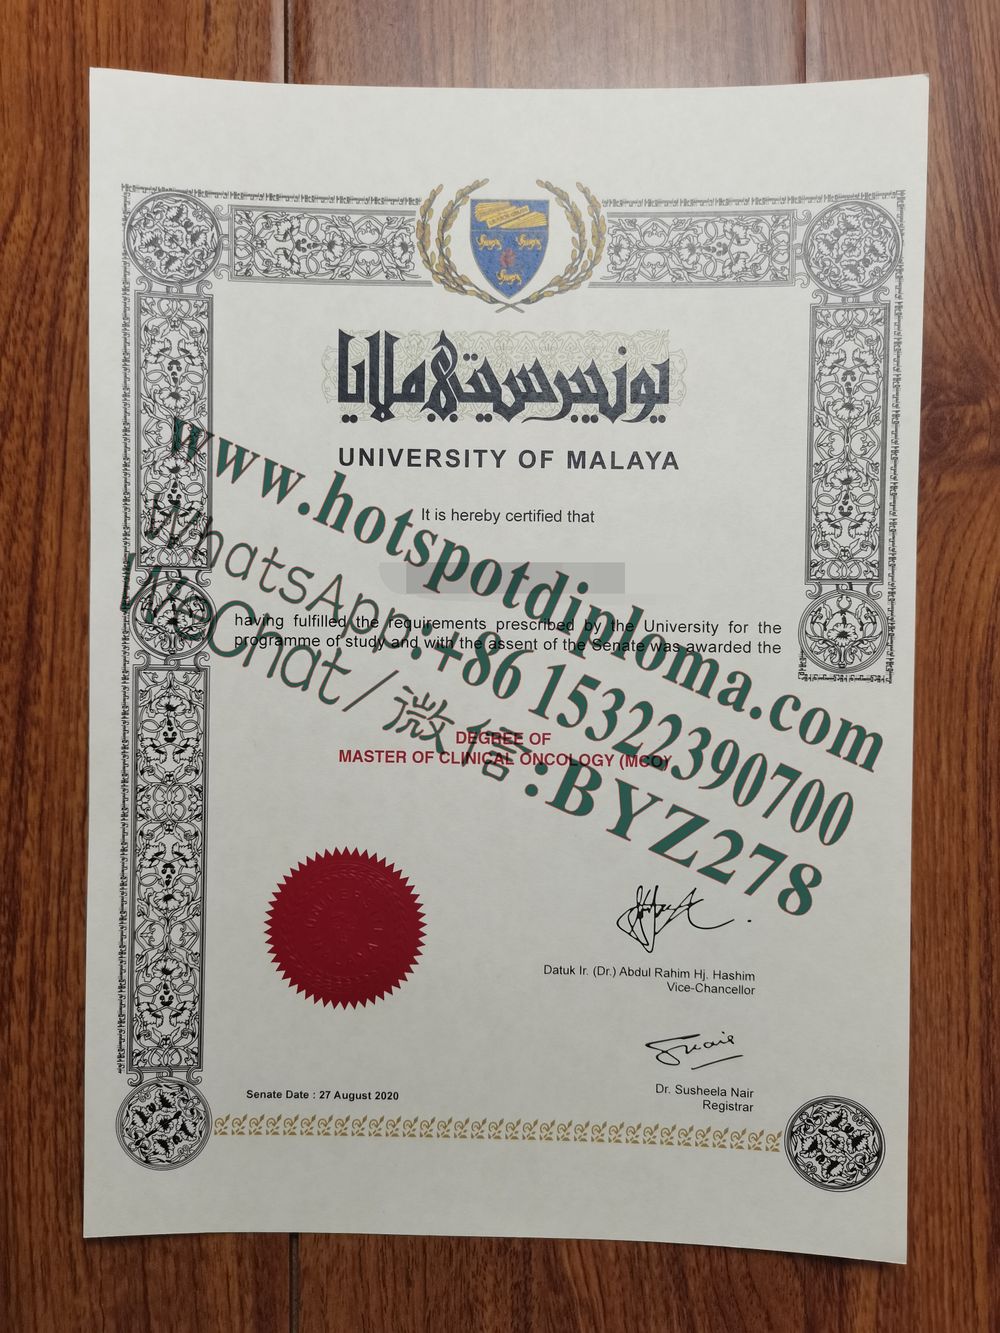 يونيبرسيتي ملايا
UNIVERSITY OF MALAYA
It is hereby certified that
having fulfilled the requirements prescribed by the University for the
programme of study and with the assent of the Senate was awarded the
DEGREE OF
MASTER OF CLINICAL ONCOLOGY (MCO)
Datuk Ir. (Dr.) Abdul Rahim Hj. Hashim
Vice-Chancellor
Dr. Susheela Nair
Registrar
Senate Date : 27 August 2020
www.hotspotdiploma.com
WhatsApp:+86 15322390700
WeChat/微信:BYZ278